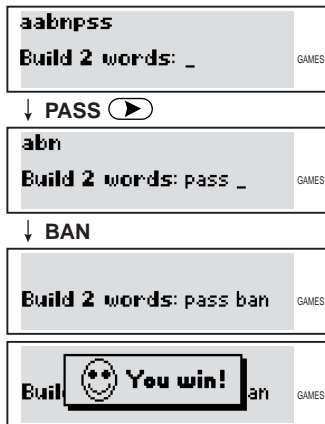 aabnpss
Build 2 words: _
GAMES
↓ PASS
abn
Build 2 words: pass _
GAMES
↓ BAN
Build 2 words: pass ban
GAMES
You win!
Buil an
GAMES